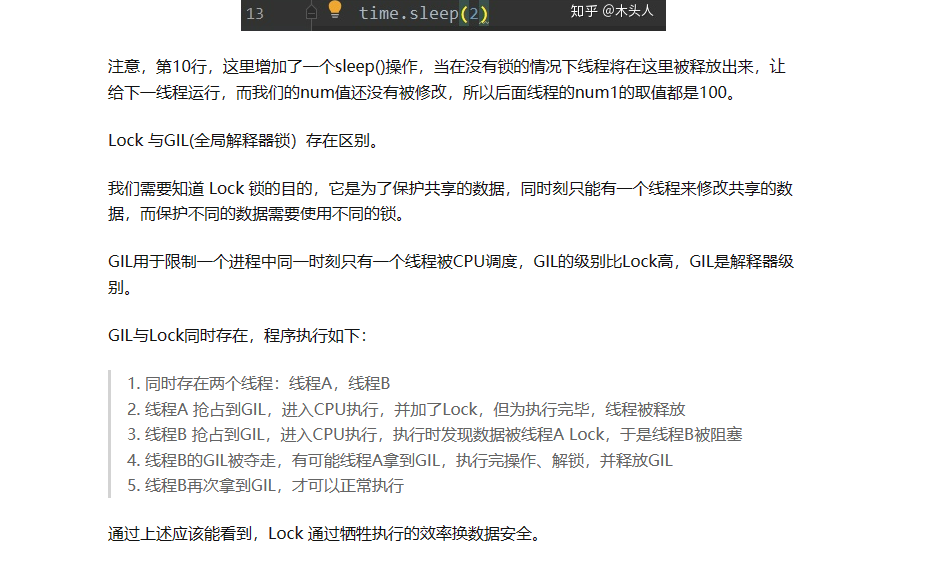 13 time.sleep(2) 知乎 @木头人
注意，第10行，这里增加了一个sleep()操作，当在没有锁的情况下线程将在这里被释放出来，让
给下一线程运行，而我们的num值还没有被修改，所以后面线程的num1的取值都是100。
Lock 与GIL(全局解释器锁）存在区别。
我们需要知道 Lock 锁的目的，它是为了保护共享的数据，同时刻只能有一个线程来修改共享的数
据，而保护不同的数据需要使用不同的锁。
GIL用于限制一个进程中同一时刻只有一个线程被CPU调度，GIL的级别比Lock高，GIL是解释器级
别。
GIL与Lock同时存在，程序执行如下：
1. 同时存在两个线程：线程A，线程B
2. 线程A 抢占到GIL，进入CPU执行，并加了Lock，但为执行完毕，线程被释放
3. 线程B 抢占到GIL，进入CPU执行，执行时发现数据被线程A Lock，于是线程B被阻塞
4. 线程B的GIL被夺走，有可能线程A拿到GIL，执行完操作、解锁，并释放GIL
5. 线程B再次拿到GIL，才可以正常执行
通过上述应该能看到，Lock 通过牺牲执行的效率换数据安全。